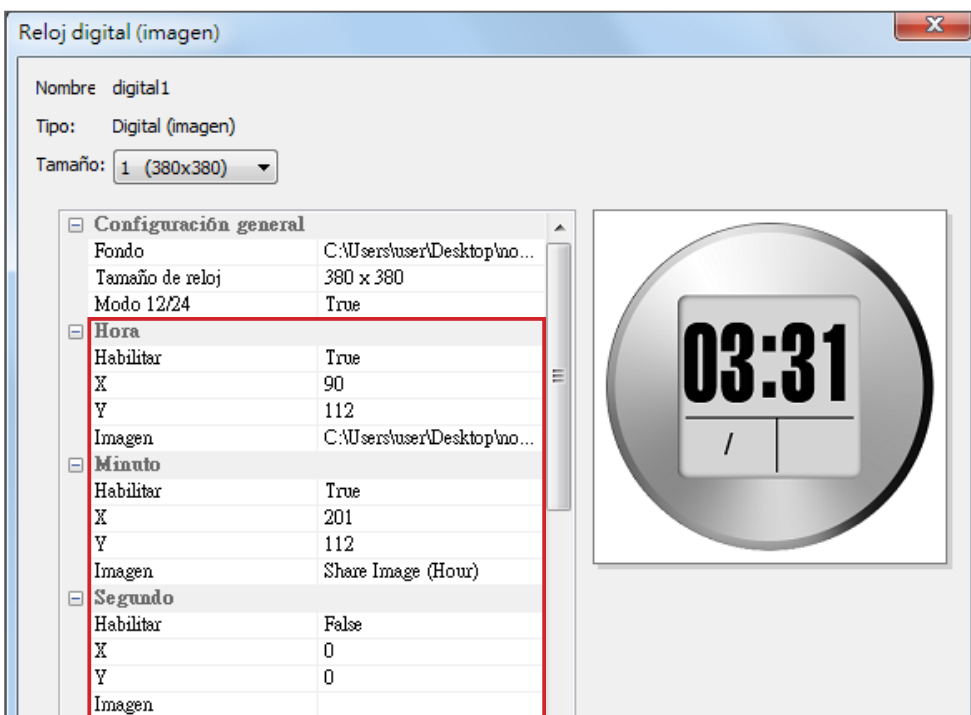 Reloj digital (imagen)
Nombre digital1
Tipo: Digital (imagen)
Tamaño: 1 (380x380)
Configuración general
Fondo C:\Users\user\Desktop\no...
Tamaño de reloj 380 x 380
Modo 12/24 True
Hora
Habilitar True
X 90
Y 112
Imagen C:\Users\user\Desktop\no...
Minuto
Habilitar True
X 201
Y 112
Imagen Share Image (Hour)
Segundo
Habilitar False
X 0
Y 0
Imagen
03:31
/